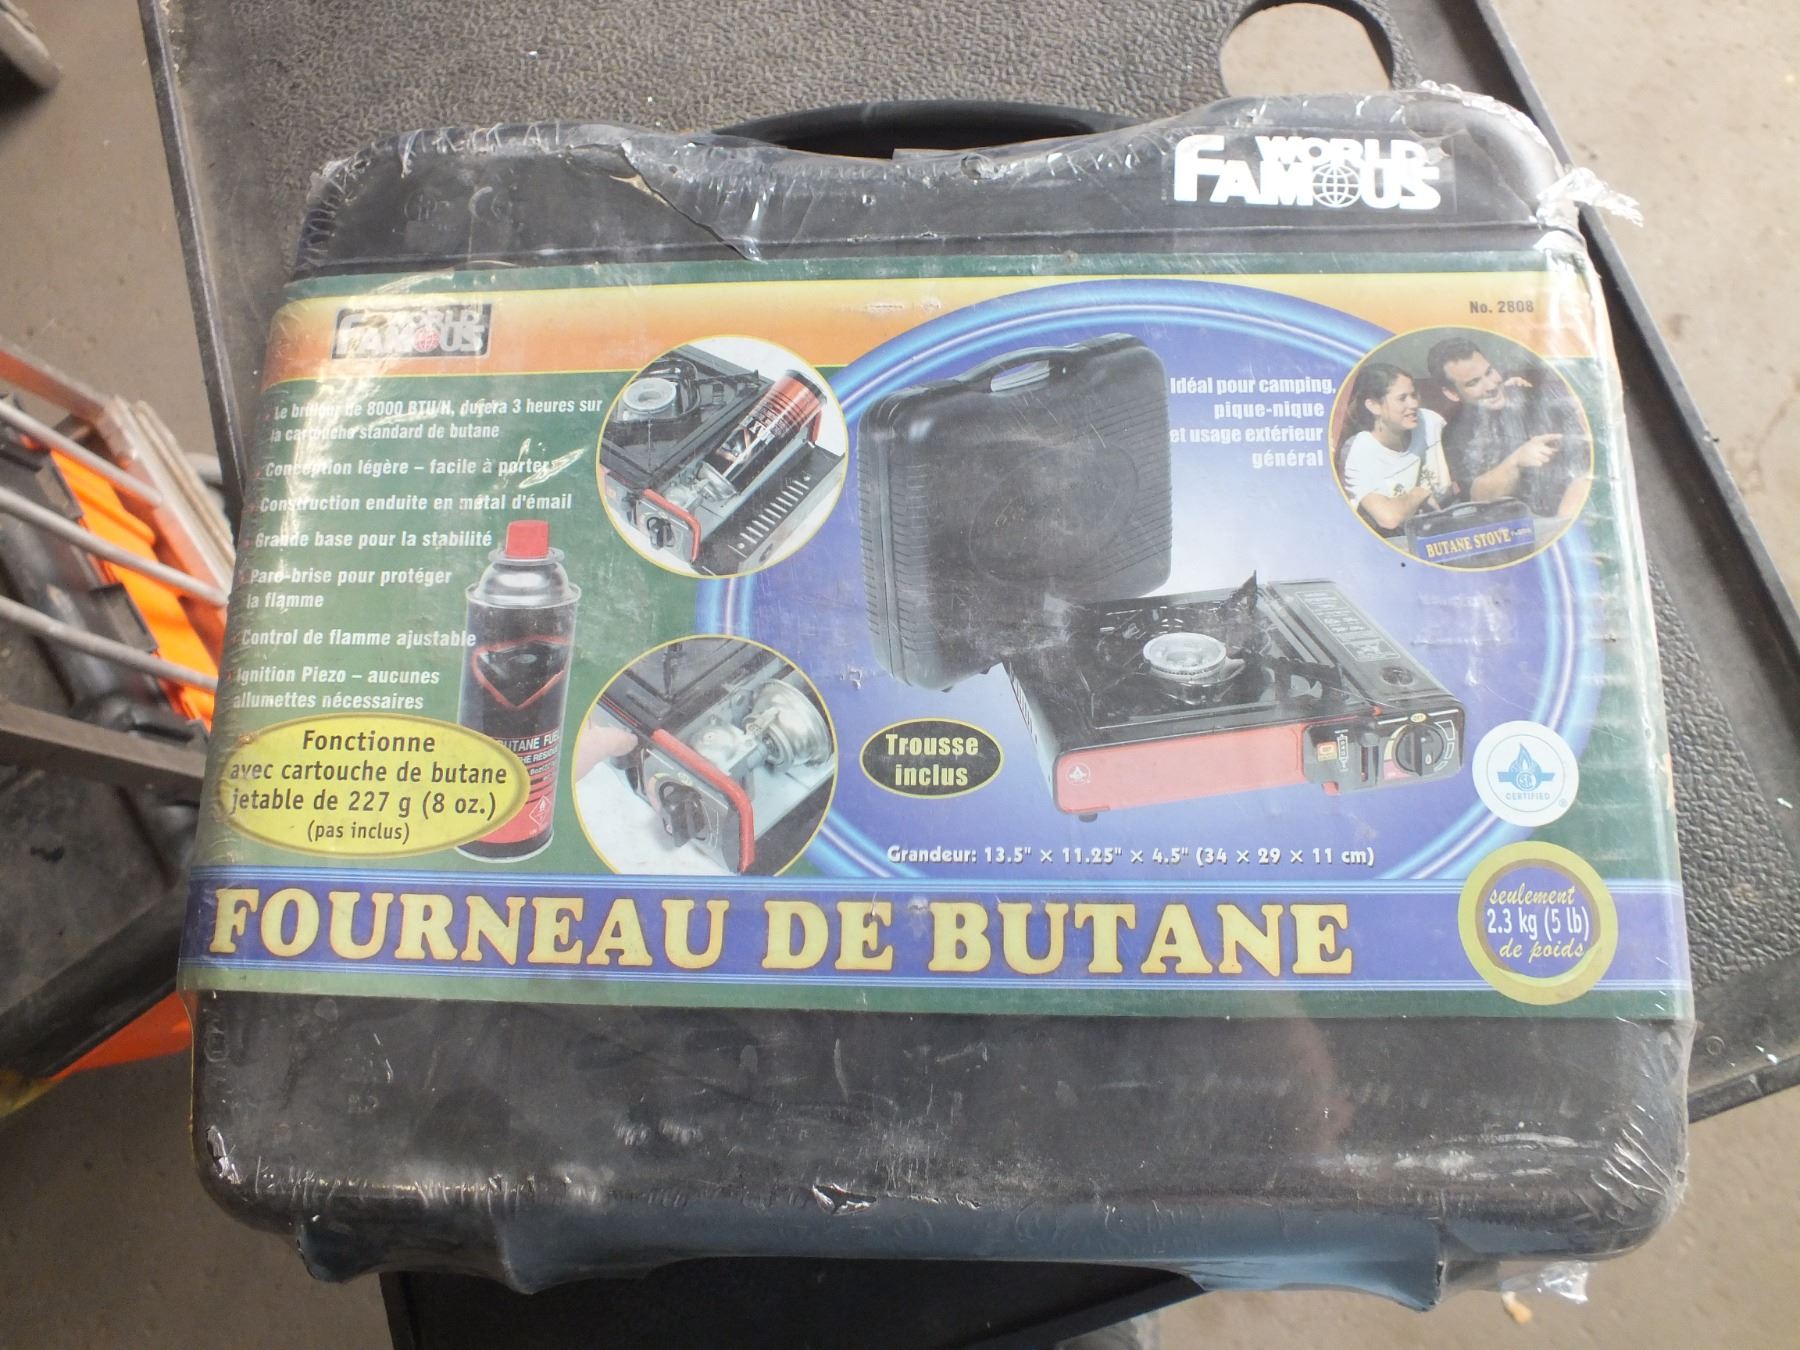 WORLD
FAMOUS
No. 2808
WORLD
FAMOUS
Le brûleur de 8000 BTU/H, durera 3 heures sur
la cartouche standard de butane
Conception légère – facile à porter
Construction enduite en métal d'émail
Grande base pour la stabilité
Pare-brise pour protéger
la flamme
Control de flamme ajustable
Ignition Piezo – aucunes
allumettes nécessaires
Fonctionne
avec cartouche de butane
jetable de 227 g (8 oz.)
(pas inclus)
BUTANE FUEL
Idéal pour camping,
pique-nique
et usage extérieur
général
BUTANE STOVE
Trousse
inclus
CERTIFIED
Grandeur: 13.5" × 11.25" × 4.5" (34 × 29 × 11 cm)
FOURNEAU DE BUTANE
seulement
2.3 kg (5 lb)
de poids